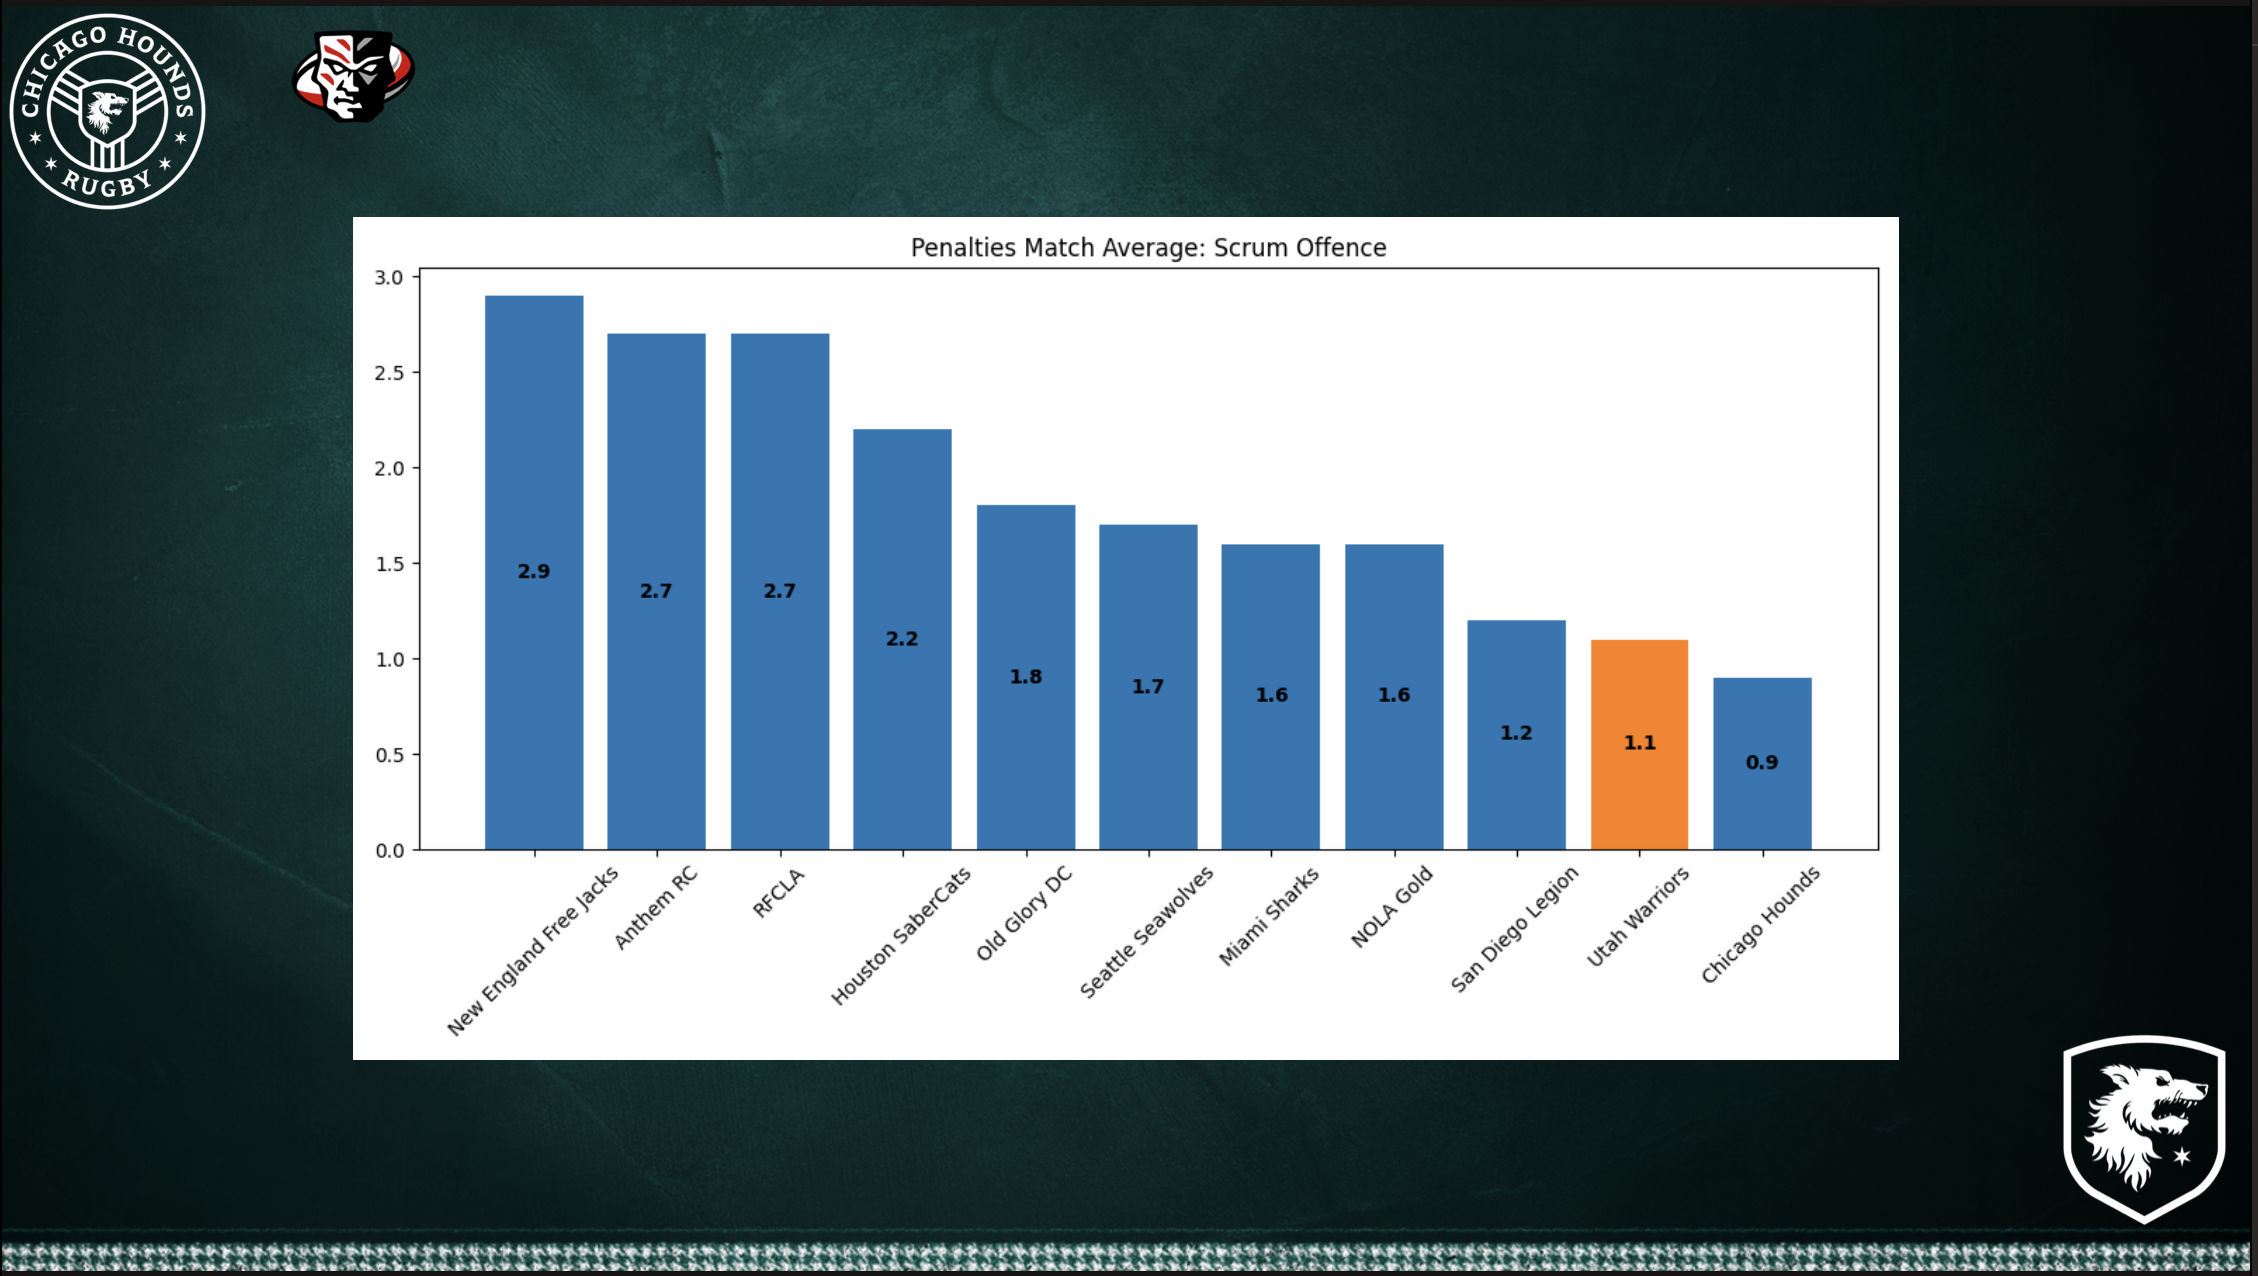 CHICAGO HOUNDS
RUGBY
Penalties Match Average: Scrum Offence
3.0
2.5
2.0
1.5
1.0
0.5
0.0
2.9
2.7
2.7
2.2
1.8
1.7
1.6
1.6
1.2
1.1
0.9
New England Free Jacks
Anthem RC
RFCLA
Houston SaberCats
Old Glory DC
Seattle Seawolves
Miami Sharks
NOLA Gold
San Diego Legion
Utah Warriors
Chicago Hounds